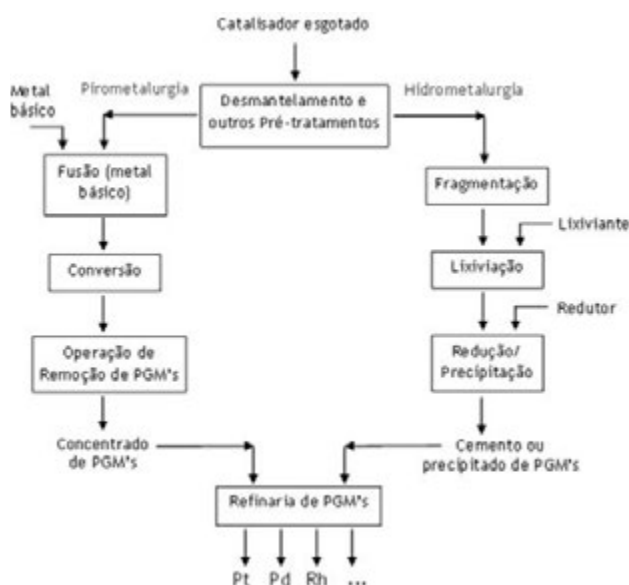 Catalisador esgotado
Metal
básico
Pirometalurgia
Desmantelamento e
outros Pré-tratamentos
Hidrometalurgia
Fusão (metal
básico)
Fragmentação
Lixiviante
Conversão
Lixiviação
Redutor
Operação de
Remoção de PGM's
Redução/
Precipitação
Concentrado
de PGM's
Cemento ou
precipitado de PGM's
Refinaria de PGM's
Pt Pd Rh ...